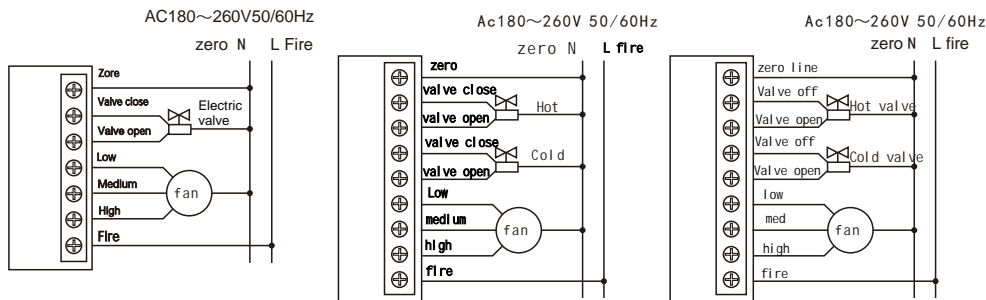 AC180～260V50/60Hz
zero N L Fire
Zore
Valve close
Electric
valve
Valve open
Low
Medium
fan
High
Fire
Ac180～260V 50/60Hz
zero N L fire
zero
valve close
Hot
valve open
valve close
Cold
valve open
Low
medium
fan
high
fire
Ac180～260V 50/60Hz
zero N L fire
zero line
Valve off
Hot valve
Valve open
Valve off
Cold valve
Valve open
low
med
fan
high
fire